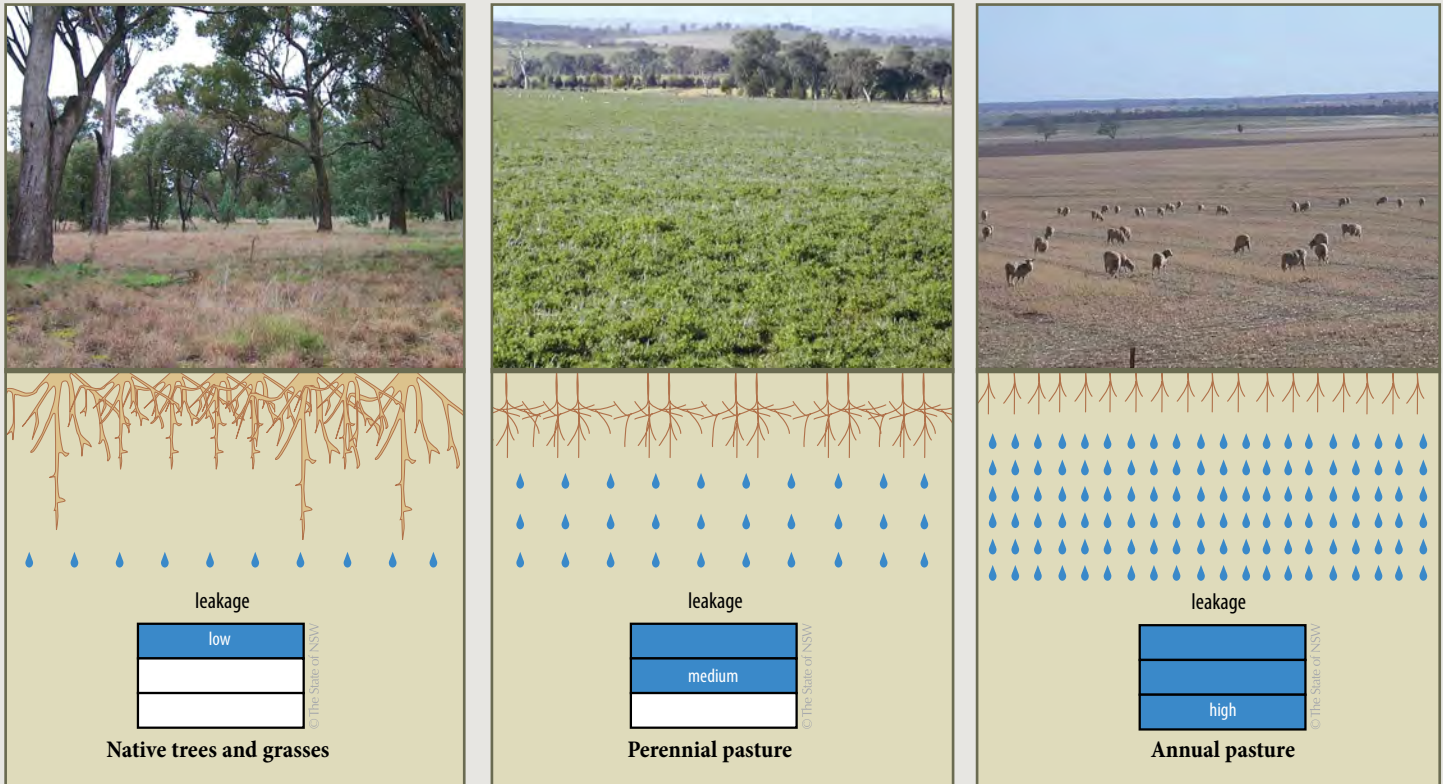 leakage
low
© The State of NSW
Native trees and grasses
leakage
medium
© The State of NSW
Perennial pasture
leakage
high
© The State of NSW
Annual pasture